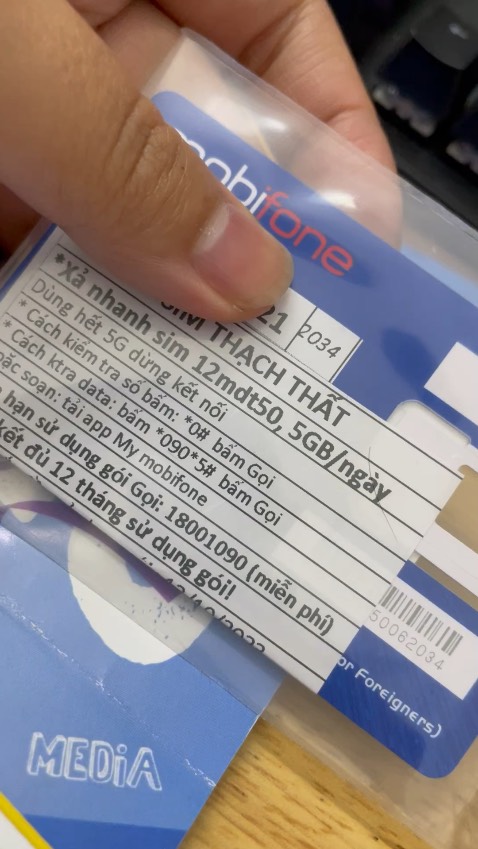 mobifone
21
2034
SIM THẠCH THẤT
*Xả nhanh sim 12mdt50, 5GB/ngày
Dùng hết 5G dừng kết nối
* Cách kiểm tra số bấm: *0# bấm Gọi
* Cách ktra data: bấm *090*5# bấm Gọi
soạn: tải app My mobifone
hạn sử dụng gói Gọi: 18001090 (miễn phí)
kết đủ 12 tháng sử dụng gói!
50062034
or Foreigners)
MEDiA